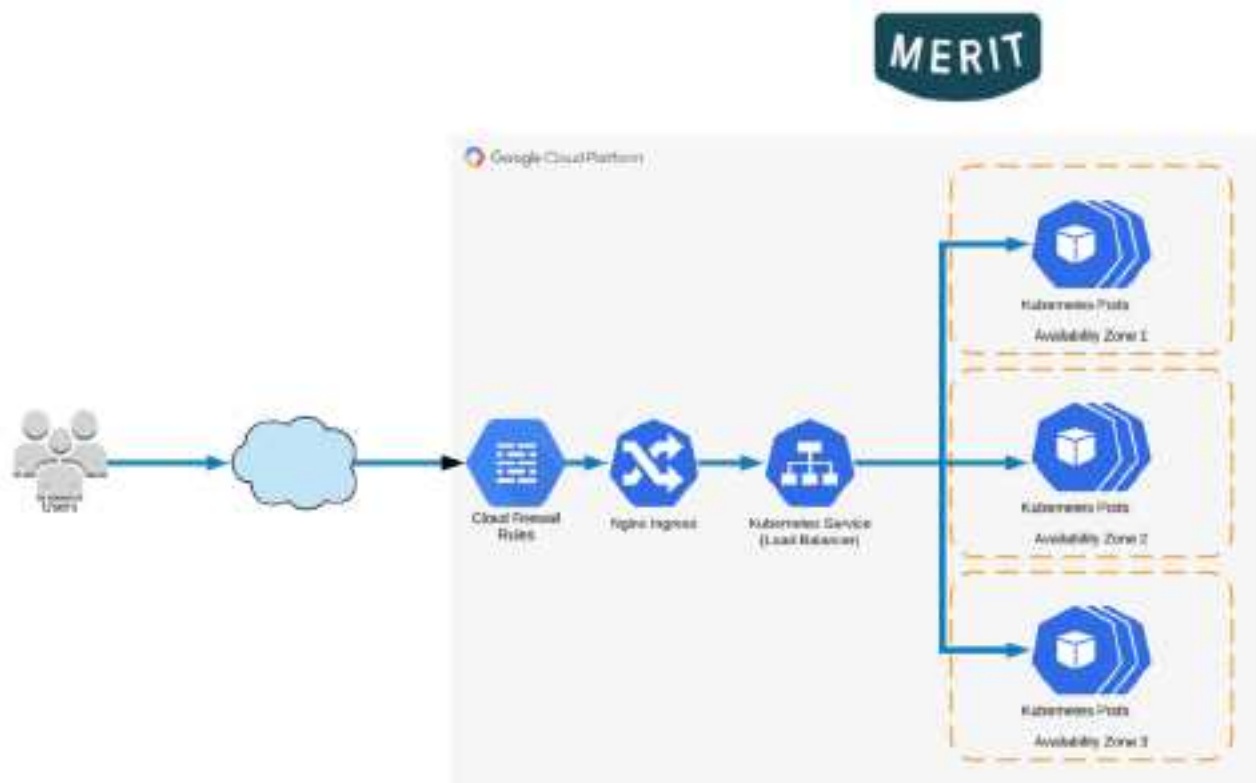 MERIT
Google Cloud Platform
Kubernetes Pods
Availability Zone 1
Users
Cloud Firewall
Rules
Nginx Ingress
Kubernetes Service
(Load Balancer)
Kubernetes Pods
Availability Zone 2
Kubernetes Pods
Availability Zone 3